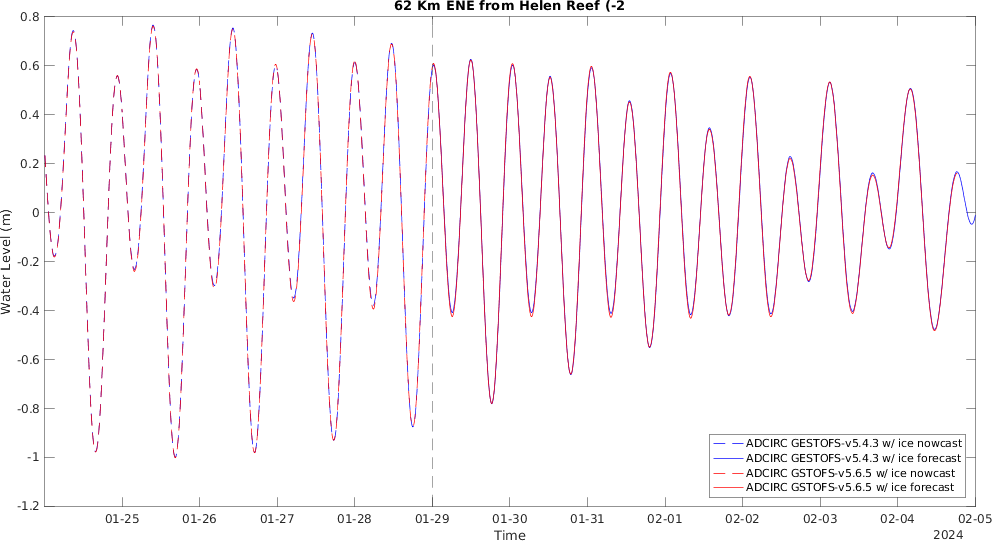 62 Km ENE from Helen Reef (-2
0.8
0.6
0.4
0.2
0
-0.2
-0.4
-0.6
-0.8
-1
-1.2
Water Level (m)
ADCIRC GESTOFS-v5.4.3 w/ ice nowcast
ADCIRC GESTOFS-v5.4.3 w/ ice forecast
ADCIRC GSTOFS-v5.6.5 w/ ice nowcast
ADCIRC GSTOFS-v5.6.5 w/ ice forecast
01-25 01-26 01-27 01-28 01-29 01-30 01-31 02-01 02-02 02-03 02-04 02-05
Time
2024